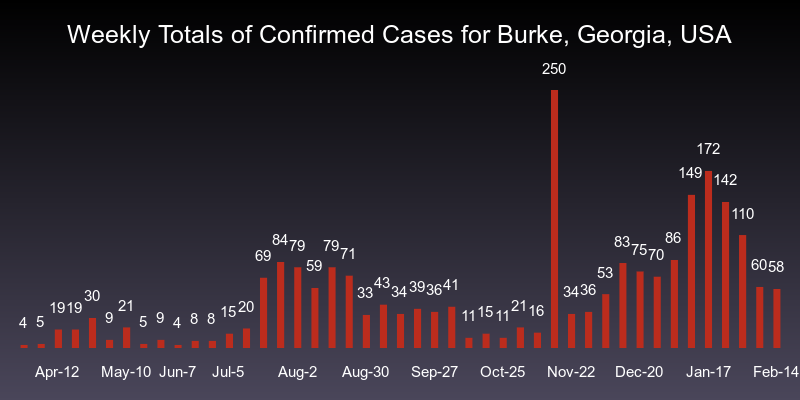 Weekly Totals of Confirmed Cases for Burke, Georgia, USA
4 5 19 19 30 9 21 5 9 4 8 8 15 20 69 84 79 59 79 71 33 43 34 39 36 41 11 15 11 21 16 250 34 36 53 83 75 70 86 149 172 142 110 60 58
Apr-12 May-10 Jun-7 Jul-5 Aug-2 Aug-30 Sep-27 Oct-25 Nov-22 Dec-20 Jan-17 Feb-14